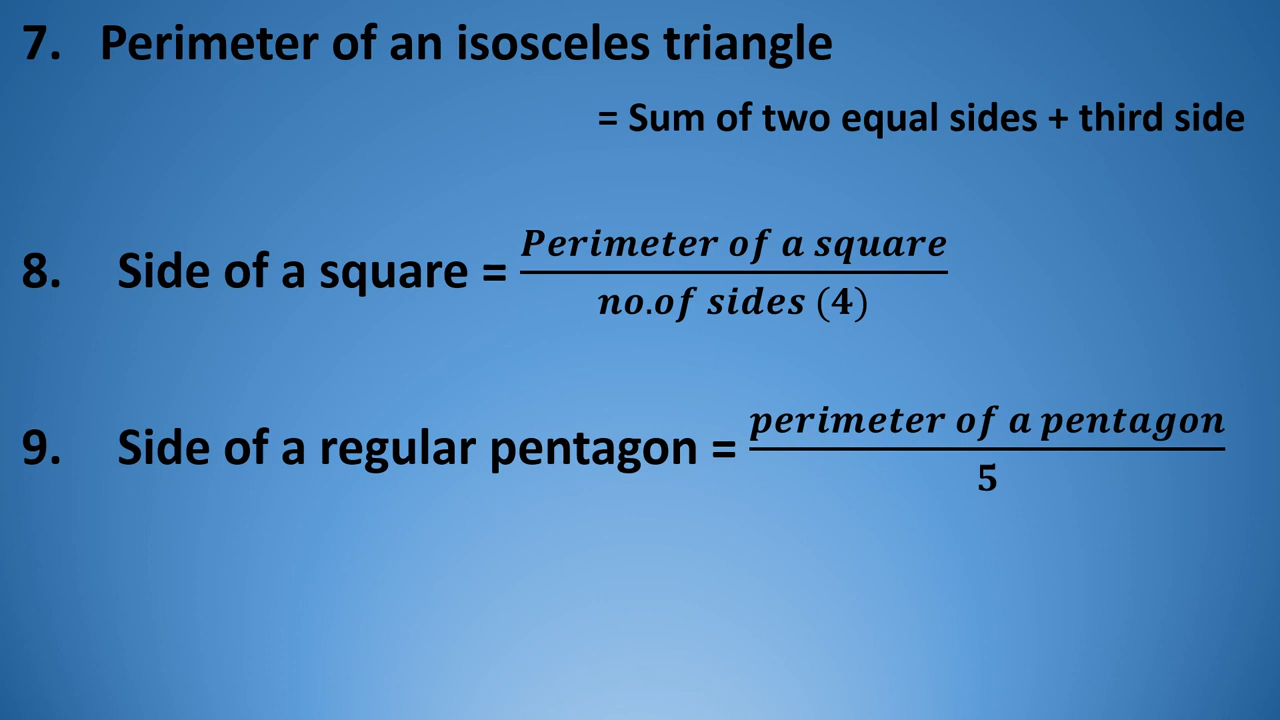 7. Perimeter of an isosceles triangle
= Sum of two equal sides + third side
8. Side of a square = Perimeter of a square
no.of sides (4)
9. Side of a regular pentagon = perimeter of a pentagon
5